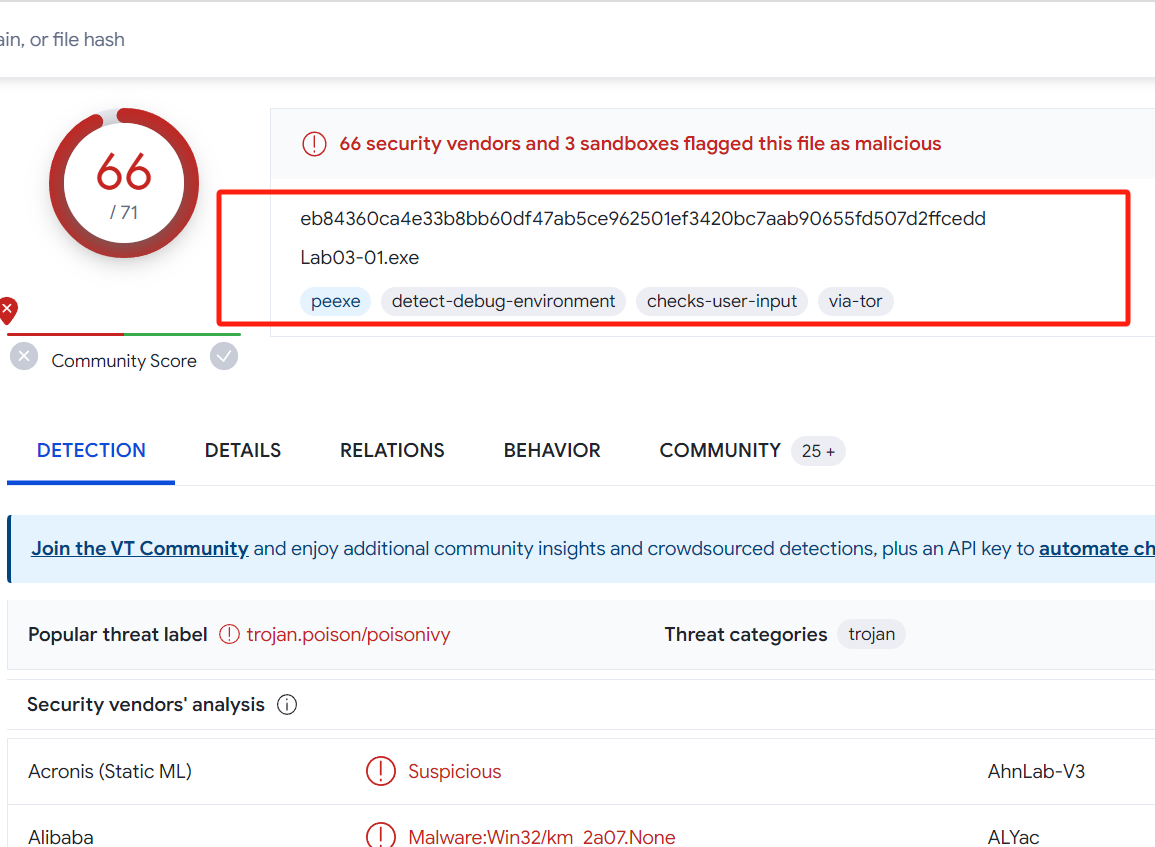 ain, or file hash
66
/ 71
66 security vendors and 3 sandboxes flagged this file as malicious
eb84360ca4e33b8bb60df47ab5ce962501ef3420bc7aab90655fd507d2ffcedd
Lab03-01.exe
peexe detect-debug-environment checks-user-input via-tor
Community Score
DETECTION DETAILS RELATIONS BEHAVIOR COMMUNITY 25 +
Join the VT Community and enjoy additional community insights and crowdsourced detections, plus an API key to automate ch
Popular threat label trojan.poison/poisonivy Threat categories trojan
Security vendors' analysis
Acronis (Static ML) Suspicious AhnLab-V3
Alibaba Malware:Win32/km_2a07.None ALYac